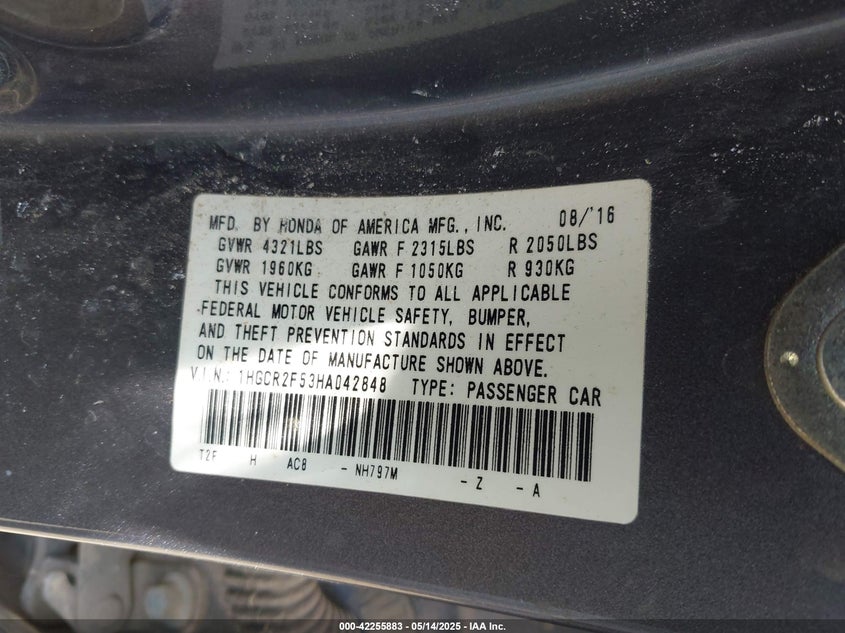 MFD. BY HONDA OF AMERICA MFG., INC. 08/'16
GVWR 4321LBS GAWR F 2315LBS R 2050LBS
GVWR 1960KG GAWR F 1050KG R 930KG
THIS VEHICLE CONFORMS TO ALL APPLICABLE
FEDERAL MOTOR VEHICLE SAFETY, BUMPER,
AND THEFT PREVENTION STANDARDS IN EFFECT
ON THE DATE OF MANUFACTURE SHOWN ABOVE.
V.I.N.: 1HGCR2F53HA042848 TYPE: PASSENGER CAR
T2F H AC8 - NH797M - Z - A
000-42255883 - 05/14/2025 - IAA Inc.